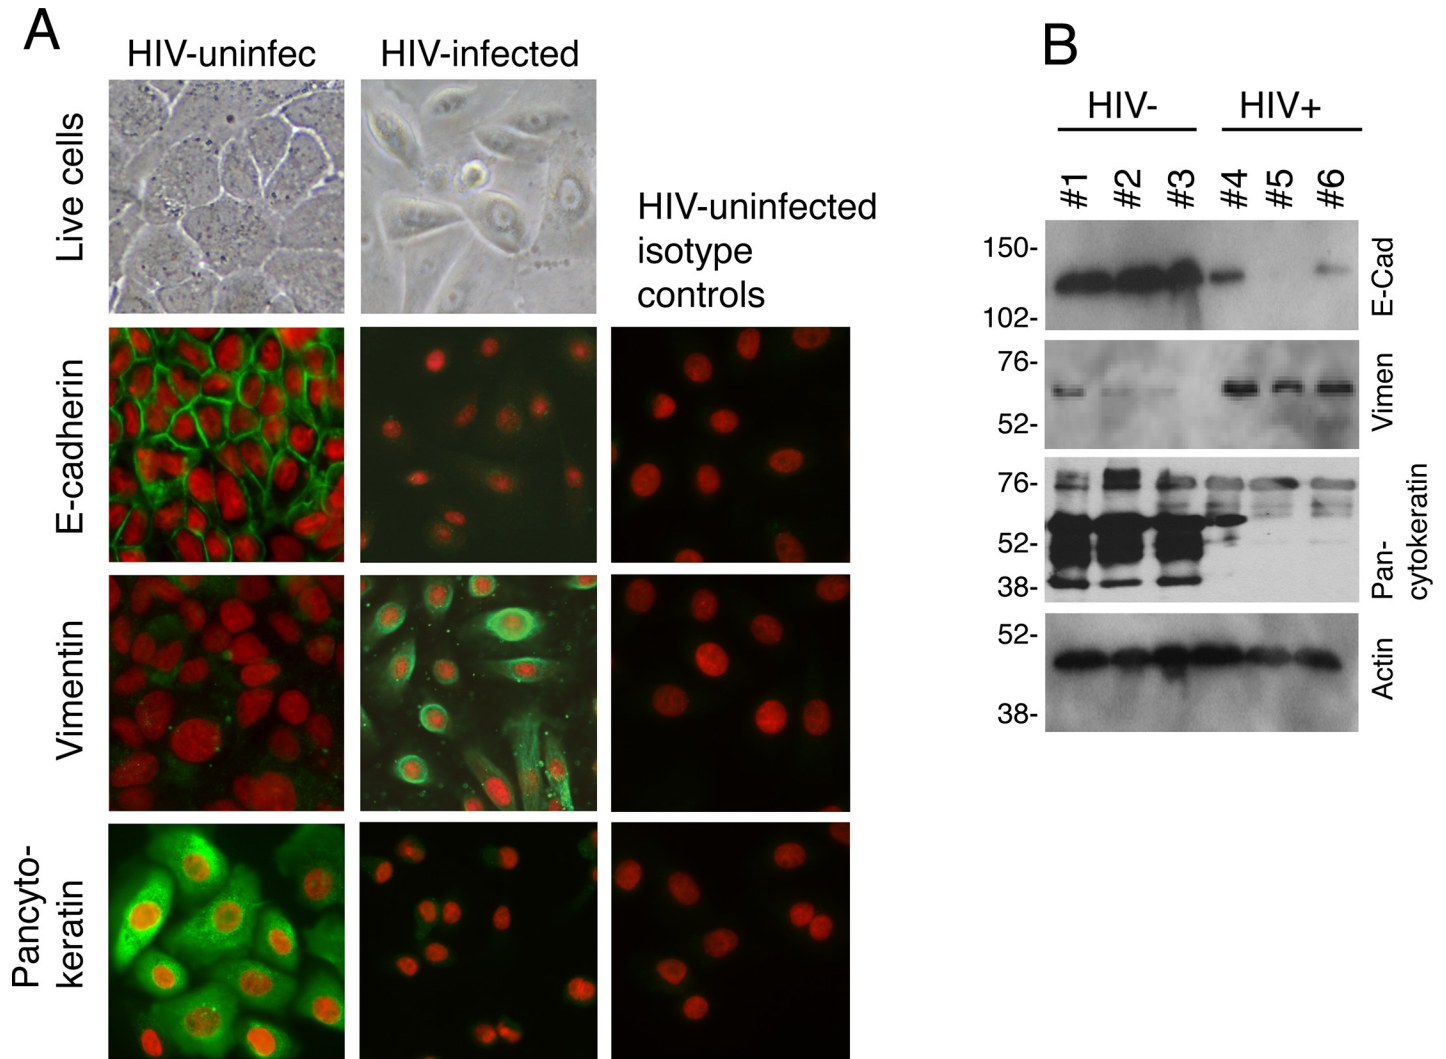 A
HIV-uninfec
HIV-infected
Live cells
HIV-uninfected
isotype
controls
E-cadherin
Vimentin
Pancyto-
keratin
B
HIV-
HIV+
#1 #2 #3 #4 #5 #6
150-
102-
E-Cad
76-
52-
Vimen
76-
52-
38-
Pan-
cytokeratin
52-
38-
Actin